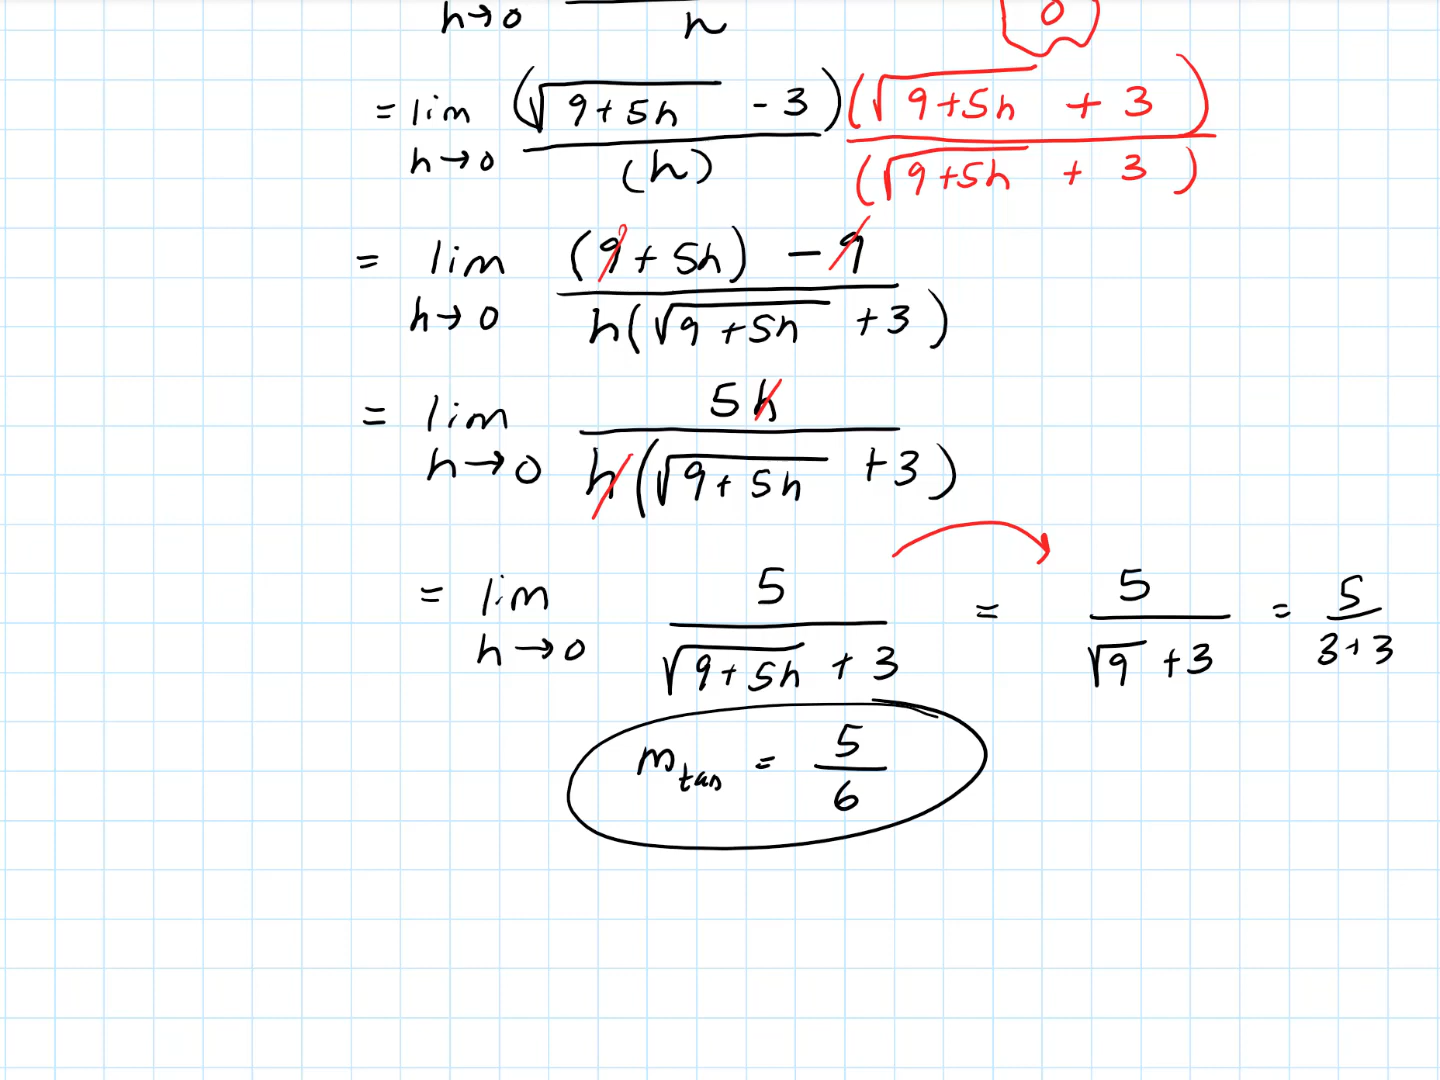 h→0 h 0
= lim (√(9+5h) - 3)(√(9+5h) + 3)
h→0 (h) (√(9+5h) + 3)
= lim (9+5h) - 9
h→0 h(√(9+5h) +3)
= lim 5h
h→0 h(√(9+5h) +3)
= lim 5 = 5 = 5
h→0 √(9+5h) + 3 √9 +3 3+3
m_tan = 5/6